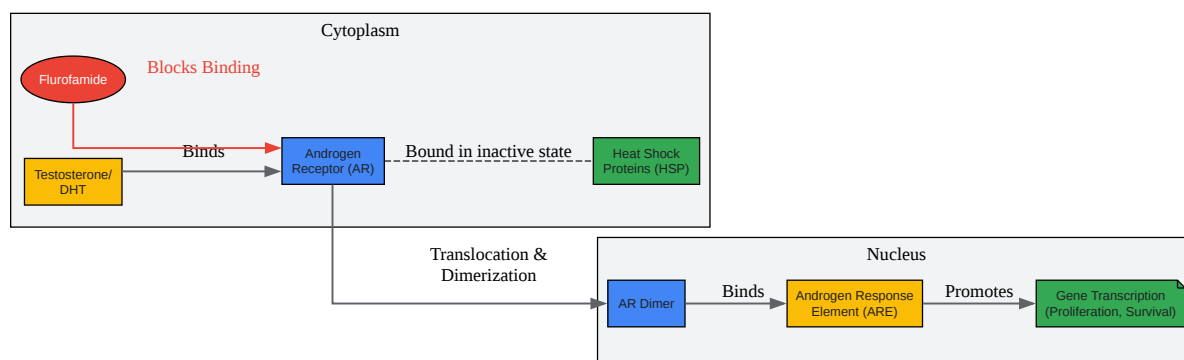 Cytoplasm
Flurofamide
Blocks Binding
Binds
Testosterone/
DHT
Androgen
Receptor (AR)
Bound in inactive state
Heat Shock
Proteins (HSP)
Translocation &
Dimerization
Nucleus
AR Dimer
Binds
Androgen Response
Element (ARE)
Promotes
Gene Transcription
(Proliferation, Survival)